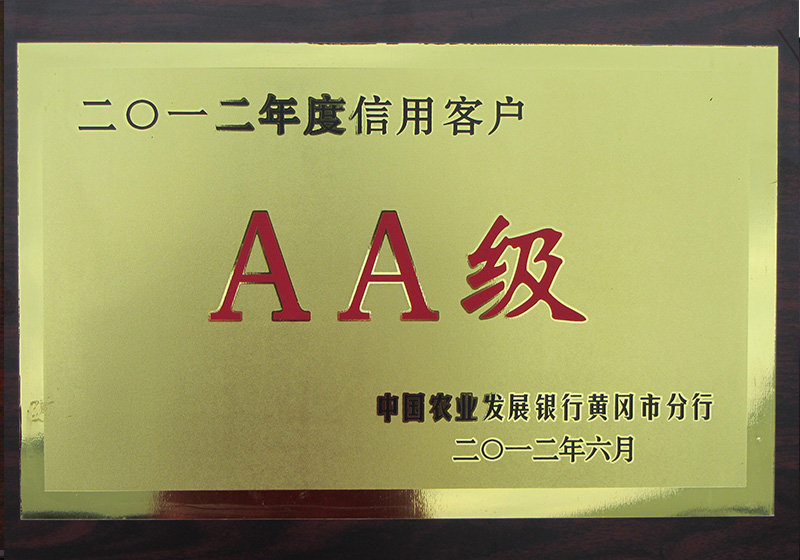 二〇一二年度信用客户
AA级
中国农业发展银行黄冈市分行
二〇一二年六月